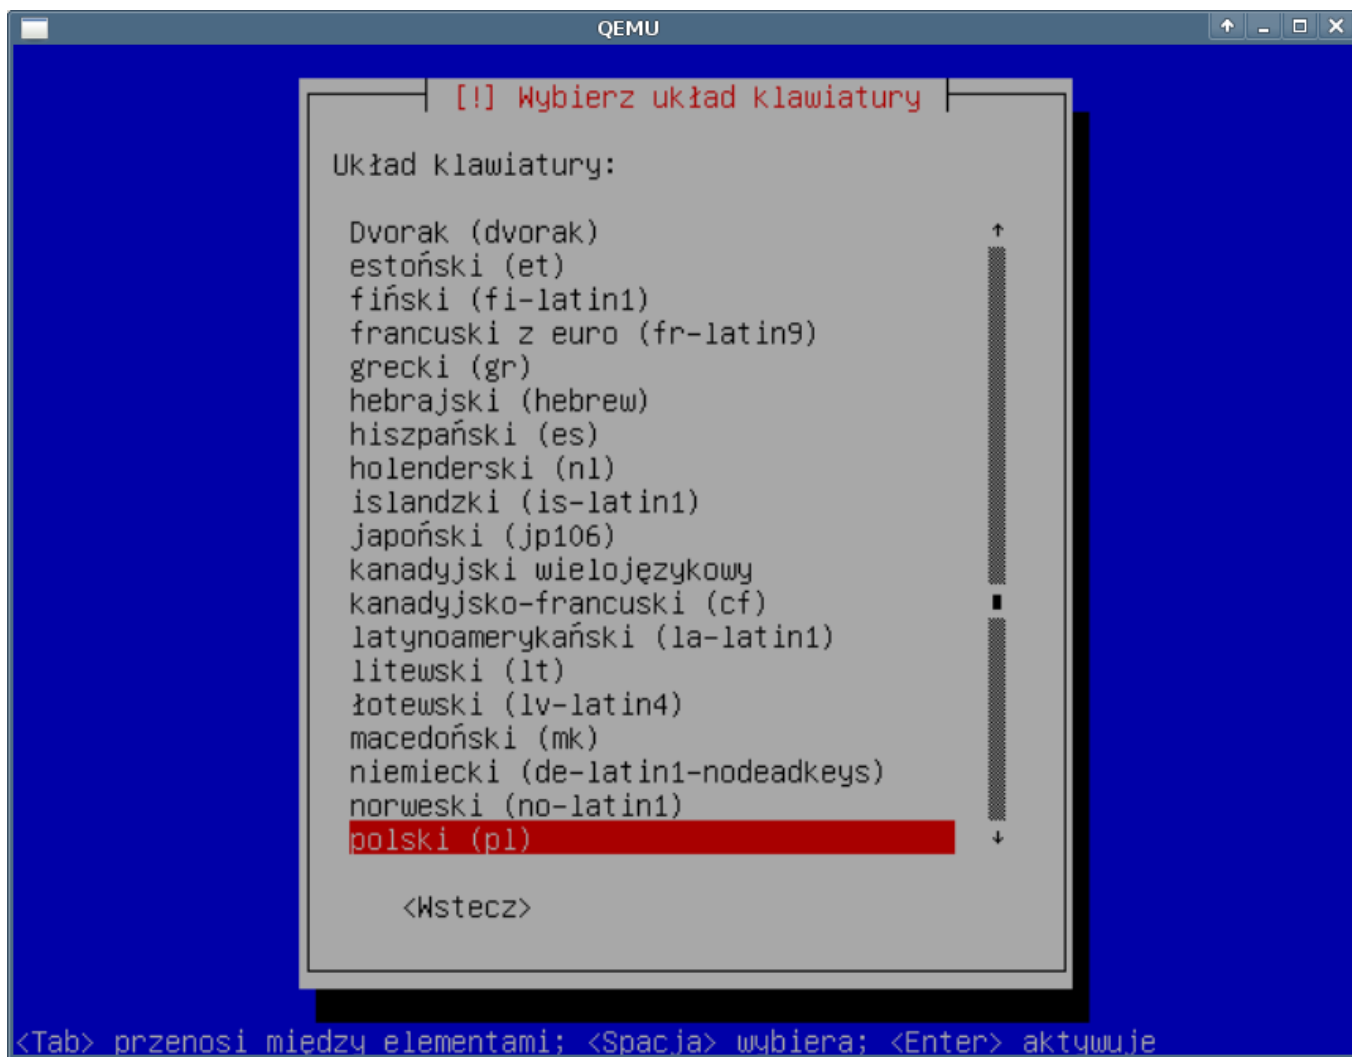 QEMU
[!] Wybierz układ klawiatury
Układ klawiatury:
Dvorak (dvorak)
estoński (et)
fiński (fi-latin1)
francuski z euro (fr-latin9)
grecki (gr)
hebrajski (hebrew)
hiszpański (es)
holenderski (nl)
islandzki (is-latin1)
japoński (jp106)
kanadyjski wielojęzykowy
kanadyjsko-francuski (cf)
latynoamerykański (la-latin1)
litewski (lt)
łotewski (lv-latin4)
macedoński (mk)
niemiecki (de-latin1-nodeadkeys)
norweski (no-latin1)
polski (pl)
<Wstecz>
<Tab> przenosi między elementami; <Spacja> wybiera; <Enter> aktywuje